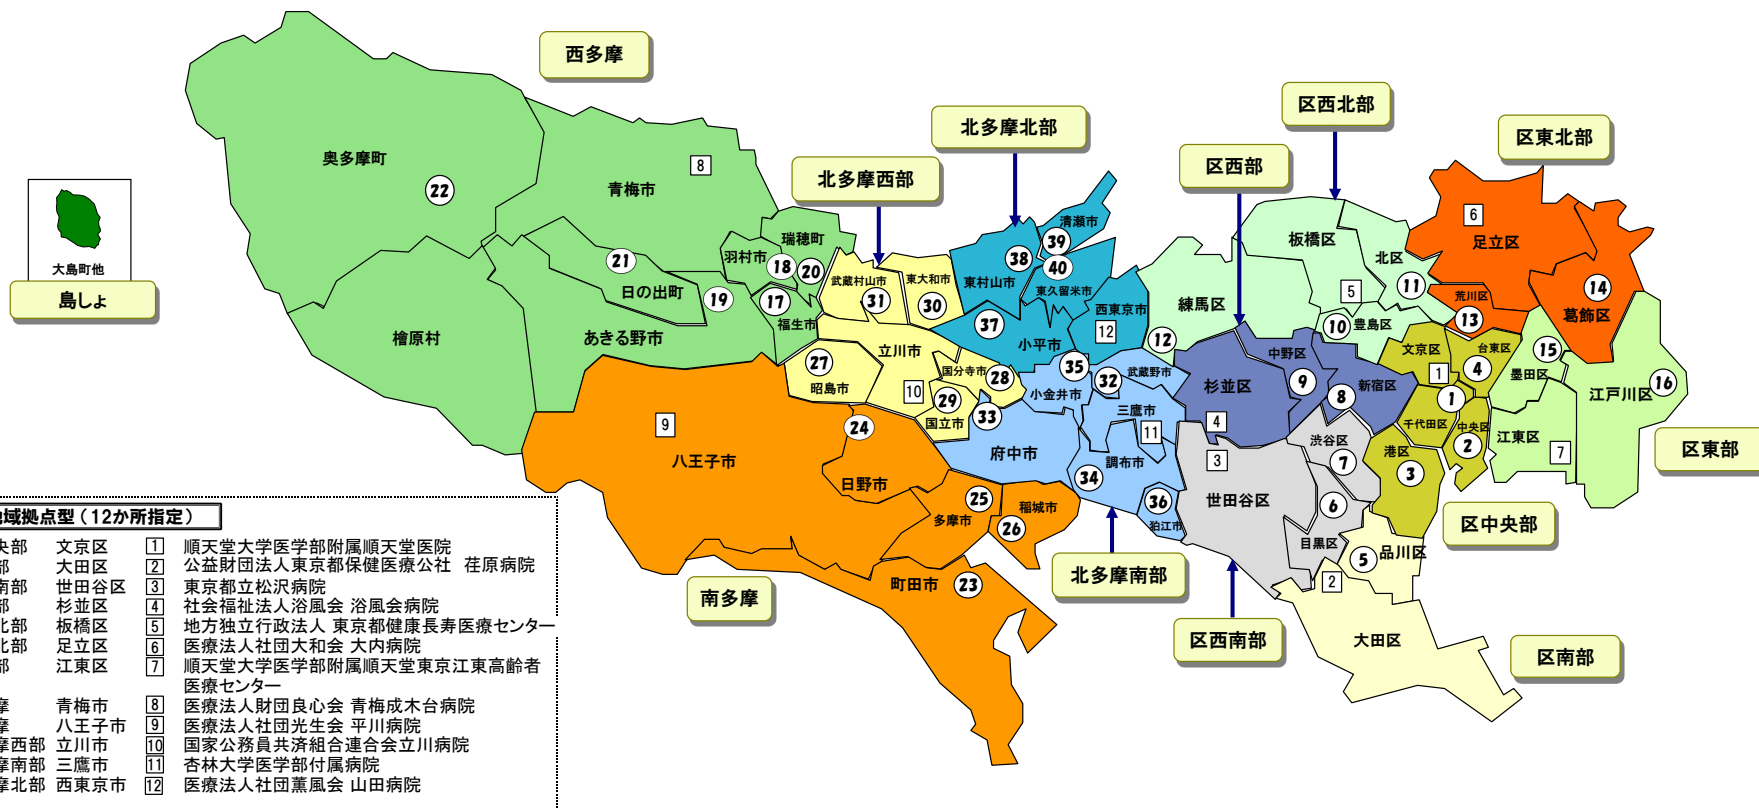 西多摩
区西北部
北多摩北部
区東北部
区西部
北多摩西部
奥多摩町
22
青梅市
8
大島町他
島しょ
瑞穂町
羽村市
18
20
21
日の出町
19
17
福生市
檜原村
あきる野市
武蔵村山市
31
東大和市
30
清瀬市
39
38
東村山市
40
東久留米市
37
小平市
西東京市
12
板橋区
北区
5
11
練馬区
12
10
豊島区
6
足立区
荒川区
13
14
葛飾区
27
昭島市
立川市
10
国分寺市
28
29
国立市
35
小金井市
32
武蔵野市
33
三鷹市
11
府中市
34
調布市
36
狛江市
杉並区
4
中野区
9
8
新宿区
文京区
1
台東区
4
15
墨田区
江戸川区
16
1
千代田区
中央区
2
江東区
7
区東部
港区
3
渋谷区
7
3
世田谷区
6
目黒区
区中央部
5
品川区
2
大田区
区南部
区西南部
北多摩南部
9
八王子市
24
日野市
25
多摩市
26
稲城市
町田市
23
南多摩
域拠点型（12か所指定）
央部 文京区 1 順天堂大学医学部附属順天堂医院
部 大田区 2 公益財団法人東京都保健医療公社 荏原病院
南部 世田谷区 3 東京都立松沢病院
部 杉並区 4 社会福祉法人浴風会 浴風会病院
北部 板橋区 5 地方独立行政法人 東京都健康長寿医療センター
北部 足立区 6 医療法人社団大和会 大内病院
部 江東区 7 順天堂大学医学部附属順天堂東京江東高齢者
医療センター
摩 青梅市 8 医療法人財団良心会 青梅成木台病院
摩 八王子市 9 医療法人社団光生会 平川病院
摩西部 立川市 10 国家公務員共済組合連合会立川病院
摩南部 三鷹市 11 杏林大学医学部付属病院
摩北部 西東京市 12 医療法人社団薫風会 山田病院